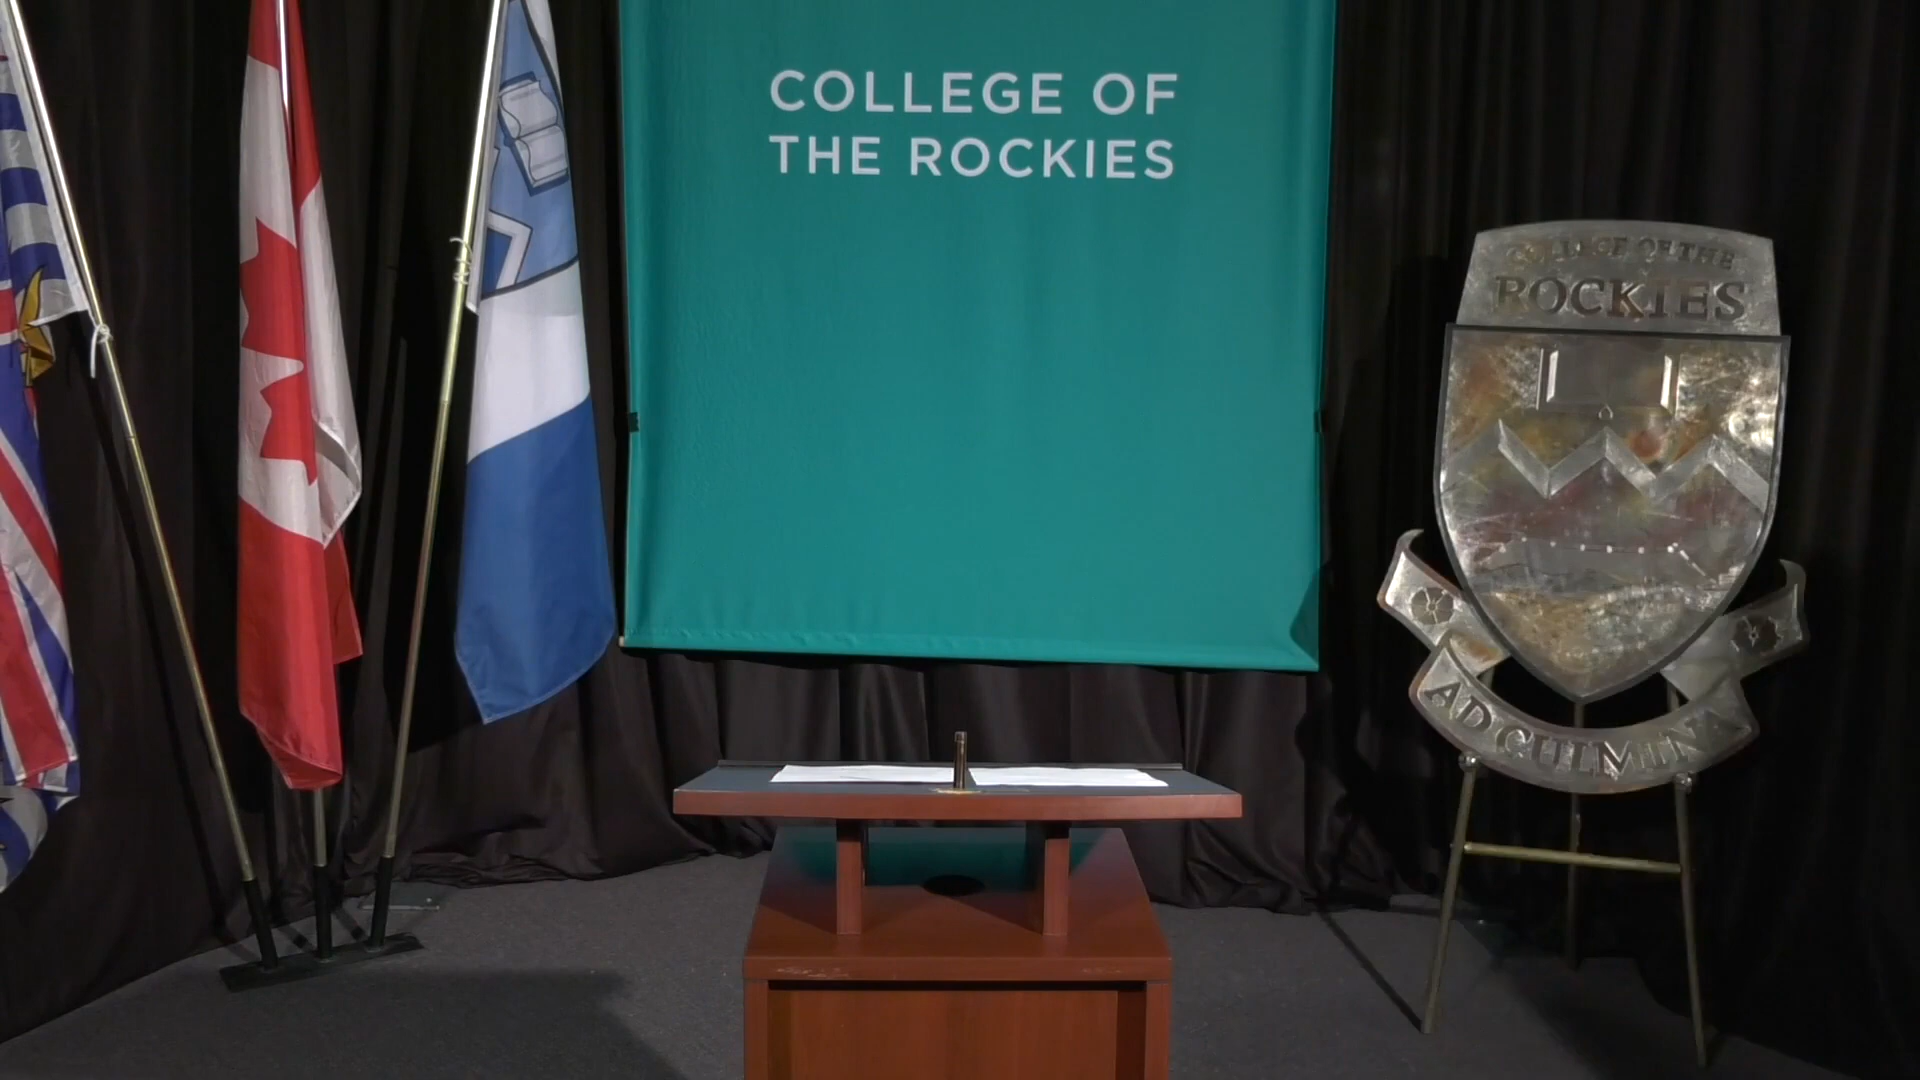 COLLEGE OF
THE ROCKIES
COLLEGE OF THE
ROCKIES
AD CULMINA